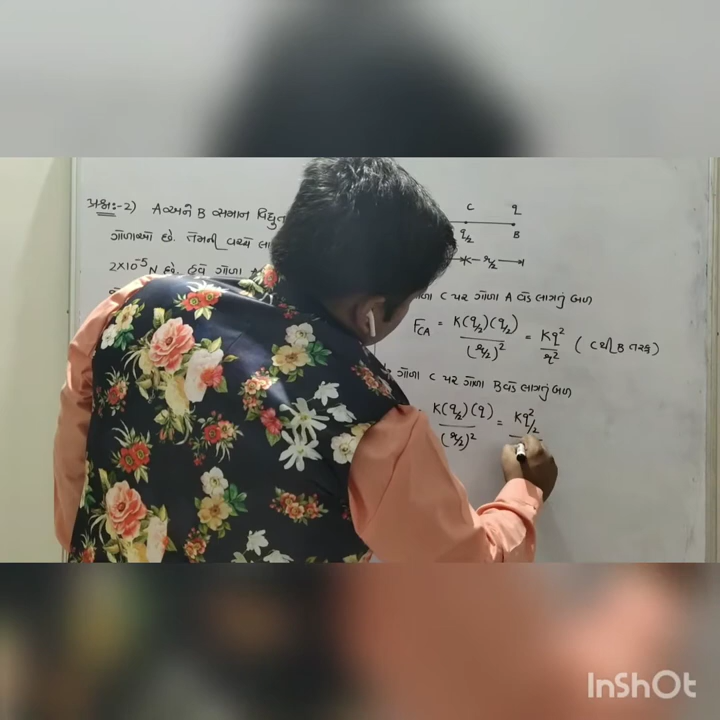 પ્રશ્ન:-2) A અને B સમાન વિદ્યુત
ગોળાઓ છે. તેમની વચ્ચે લા
2×10⁻⁵ N છે. હવે ગોળા
C q
q/2 B
r/2
ગોળા C પર ગોળા A વડે લાગતું બળ
F_CA = K(q/2)(q/2) / (r/2)² = Kq² / r² ( C થી B તરફ)
ગોળા C પર ગોળા B વડે લાગતું બળ
K(q/2)(q) / (r/2)² = Kq²/2
InShOt